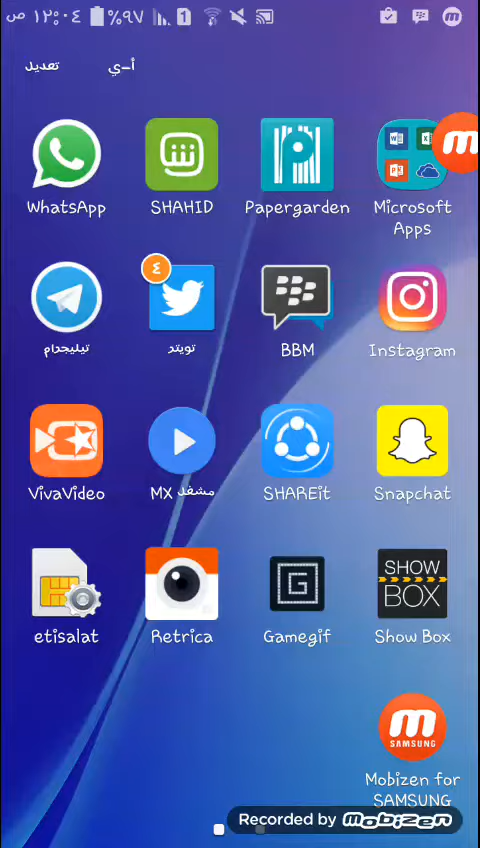 ١٢:٠٤ ص
٩٧%
1
تعديل
أ-ي
WhatsApp
SHAHID
Papergarden
Microsoft
Apps
٤
تيليجرام
تويتر
BBM
Instagram
VivaVideo
مشغل MX
SHAREit
Snapchat
SHOW
BOX
etisalat
Retrica
Gamegif
Show Box
SAMSUNG
Mobizen for
SAMSUNG
Recorded by Mobizen